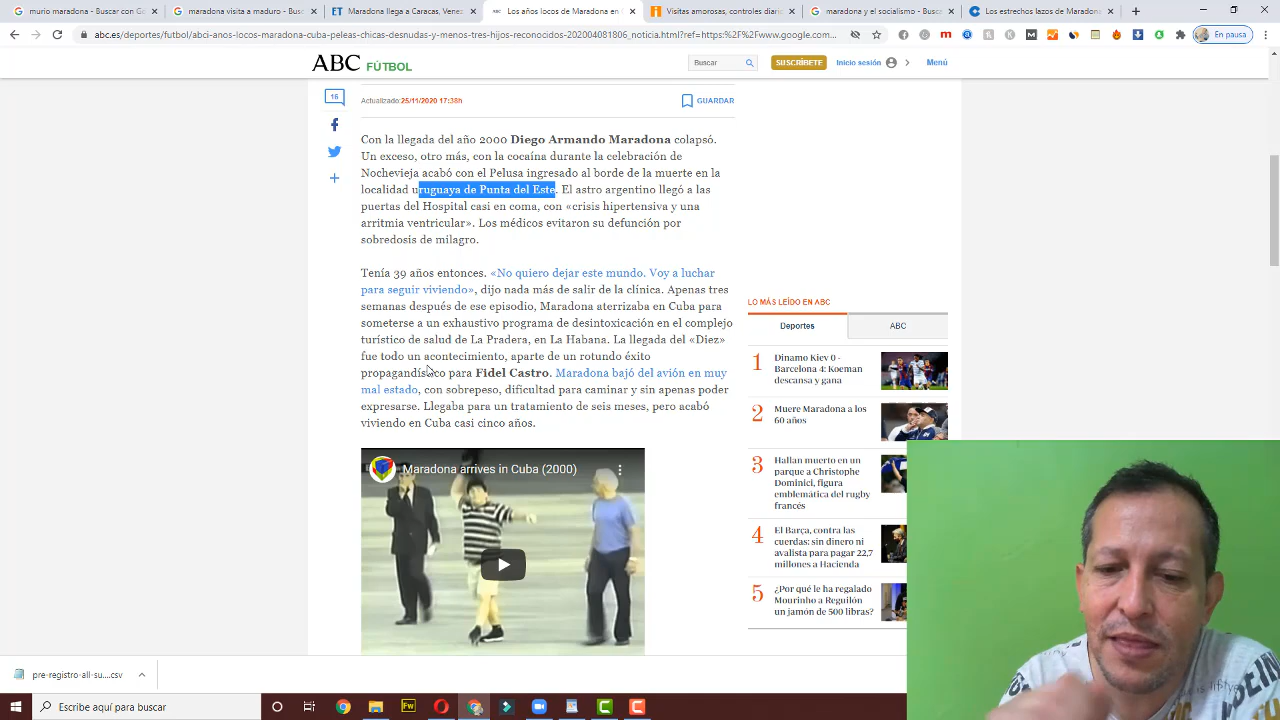 murio maradona - Buscar con Go
maradona visita a maduro - Busc
Maradona llega a Caracas, Venez
Los años locos de Maradona en
Visitas amorosas, controles diario
maradona y el socialismo - Busca
Los estrechos lazos de Maradona
abc.es/deportes/futbol/abci-anos-locos-maradona-cuba-peleas-chicas-desnudas-y-menos-tres-hijos-reconocidos-202004081806_noticia.html?ref=https%2F%2Fwww.google.com%2F
En pausa
ABC FÚTBOL
Buscar
SUSCRÍBETE
Inicio sesión
Menú
16
Actualizado:25/11/2020 17:38h
GUARDAR
Con la llegada del año 2000 Diego Armando Maradona colapsó.
Un exceso, otro más, con la cocaína durante la celebración de
Nochevieja acabó con el Pelusa ingresado al borde de la muerte en la
localidad uruguaya de Punta del Este. El astro argentino llegó a las
puertas del Hospital casi en coma, con «crisis hipertensiva y una
arritmia ventricular». Los médicos evitaron su defunción por
sobredosis de milagro.
Tenía 39 años entonces. «No quiero dejar este mundo. Voy a luchar
para seguir viviendo», dijo nada más de salir de la clínica. Apenas tres
semanas después de ese episodio, Maradona aterrizaba en Cuba para
someterse a un exhaustivo programa de desintoxicación en el complejo
turístico de salud de La Pradera, en La Habana. La llegada del «Diez»
fue todo un acontecimiento, aparte de un rotundo éxito
propagandístico para Fidel Castro. Maradona bajó del avión en muy
mal estado, con sobrepeso, dificultad para caminar y sin apenas poder
expresarse. Llegaba para un tratamiento de seis meses, pero acabó
viviendo en Cuba casi cinco años.
Maradona arrives in Cuba (2000)
LO MÁS LEÍDO EN ABC
Deportes
ABC
1
Dinamo Kiev 0 -
Barcelona 4: Koeman
descansa y gana
2
Muere Maradona a los
60 años
3
Hallan muerto en un
parque a Christophe
Dominici, figura
emblemática del rugby
francés
4
El Barça, contra las
cuerdas: sin dinero ni
avalista para pagar 22,7
millones a Hacienda
5
¿Por qué le ha regalado
Mourinho a Reguilón
un jamón de 500 libras?
pre-registro-all-su....csv
Escribe aquí para buscar